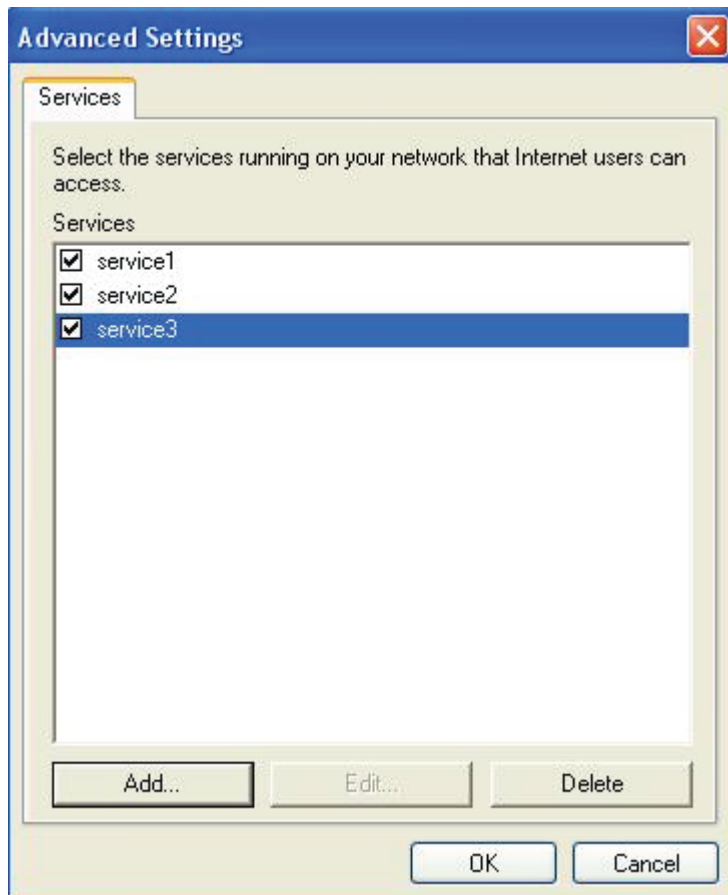 Advanced Settings
Services
Select the services running on your network that Internet users can
access.
Services
service1
service2
service3
Add...
Edit...
Delete
OK
Cancel